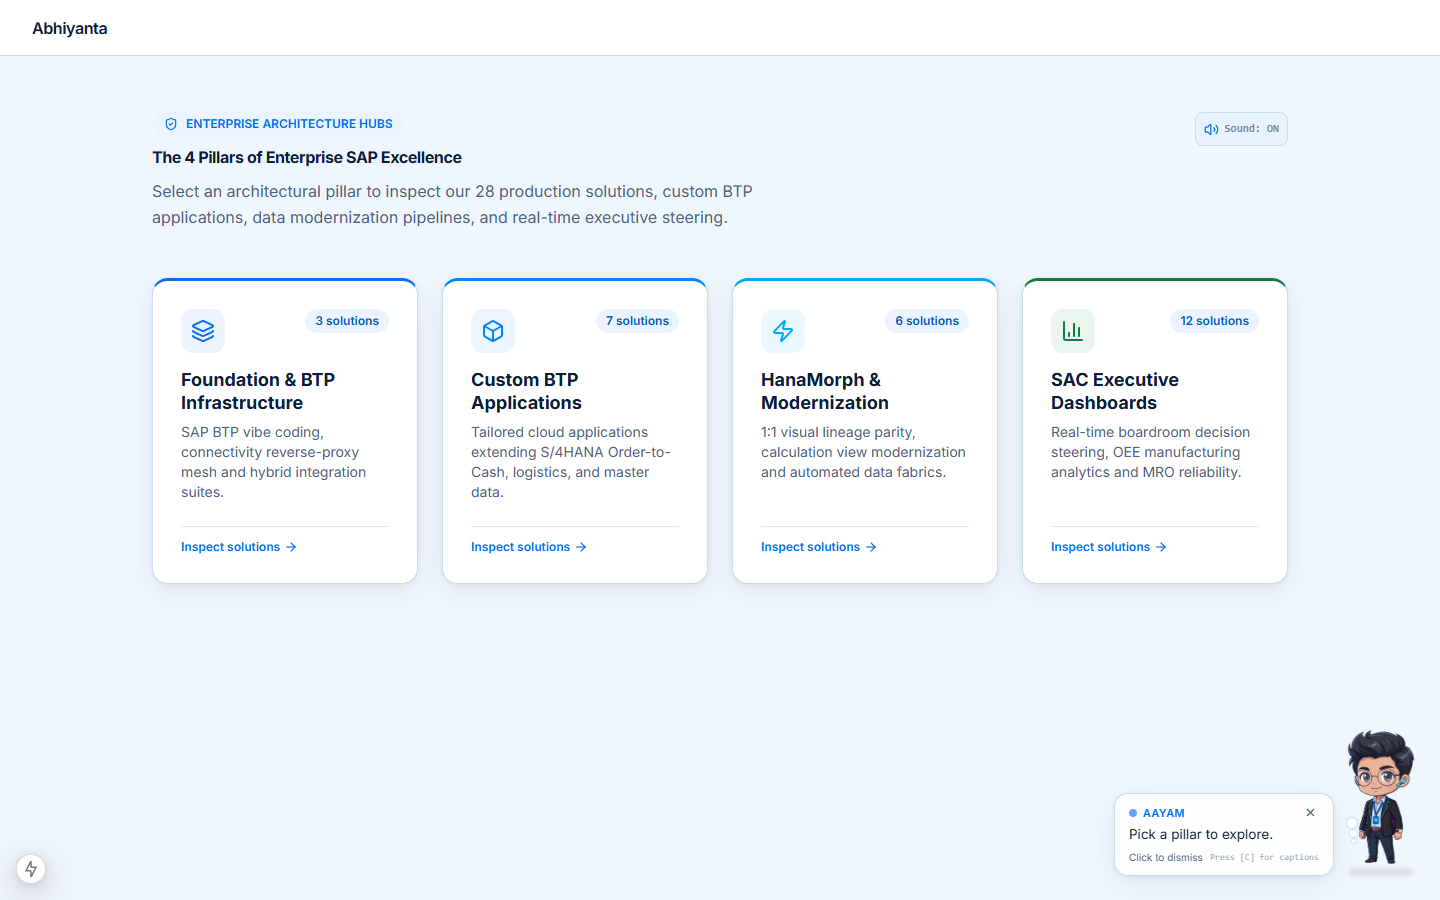 Abhiyanta
ENTERPRISE ARCHITECTURE HUBS
Sound: ON
The 4 Pillars of Enterprise SAP Excellence
Select an architectural pillar to inspect our 28 production solutions, custom BTP
applications, data modernization pipelines, and real-time executive steering.
3 solutions
Foundation & BTP
Infrastructure
SAP BTP vibe coding,
connectivity reverse-proxy
mesh and hybrid integration
suites.
Inspect solutions →
7 solutions
Custom BTP
Applications
Tailored cloud applications
extending S/4HANA Order-to-
Cash, logistics, and master
data.
Inspect solutions →
6 solutions
HanaMorph &
Modernization
1:1 visual lineage parity,
calculation view modernization
and automated data fabrics.
Inspect solutions →
12 solutions
SAC Executive
Dashboards
Real-time boardroom decision
steering, OEE manufacturing
analytics and MRO reliability.
Inspect solutions →
AAYAM
Pick a pillar to explore.
Click to dismiss Press [C] for captions